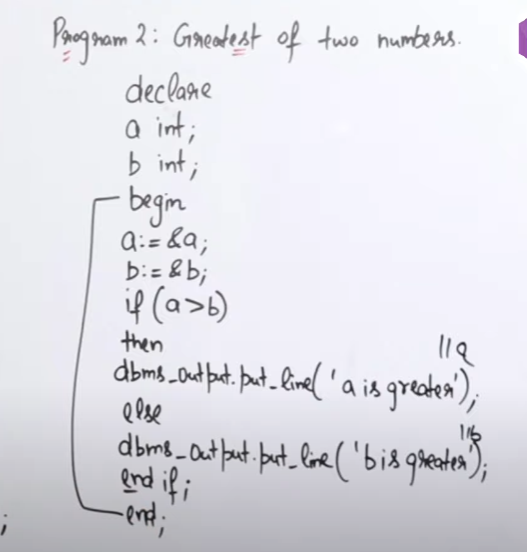 Program 2: Greatest of two numbers.
declare
a int;
b int;
begin
a:= &a;
b:= &b;
if (a>b)
then
dbms_output.put_line('a is greater'||a);
else
dbms_output.put_line('b is greater'||b);
end if;
end;
;